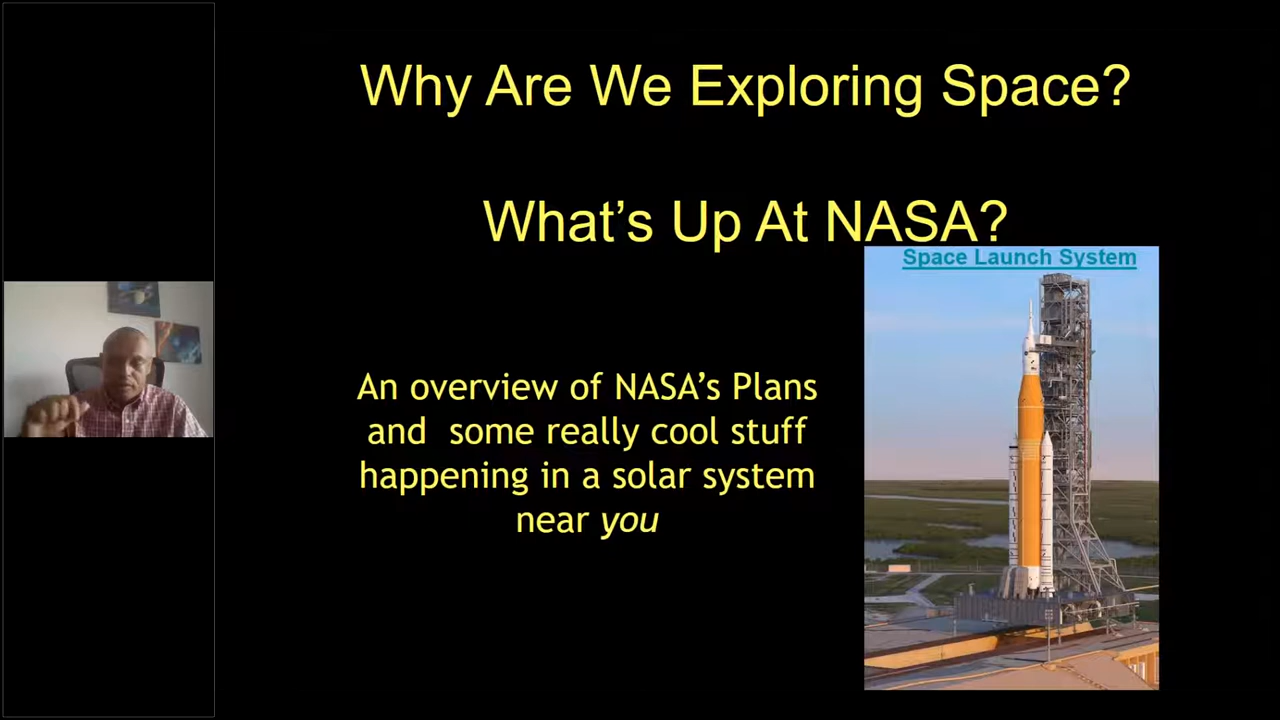 Why Are We Exploring Space?
What’s Up At NASA?
Space Launch System
An overview of NASA’s Plans
and some really cool stuff
happening in a solar system
near you